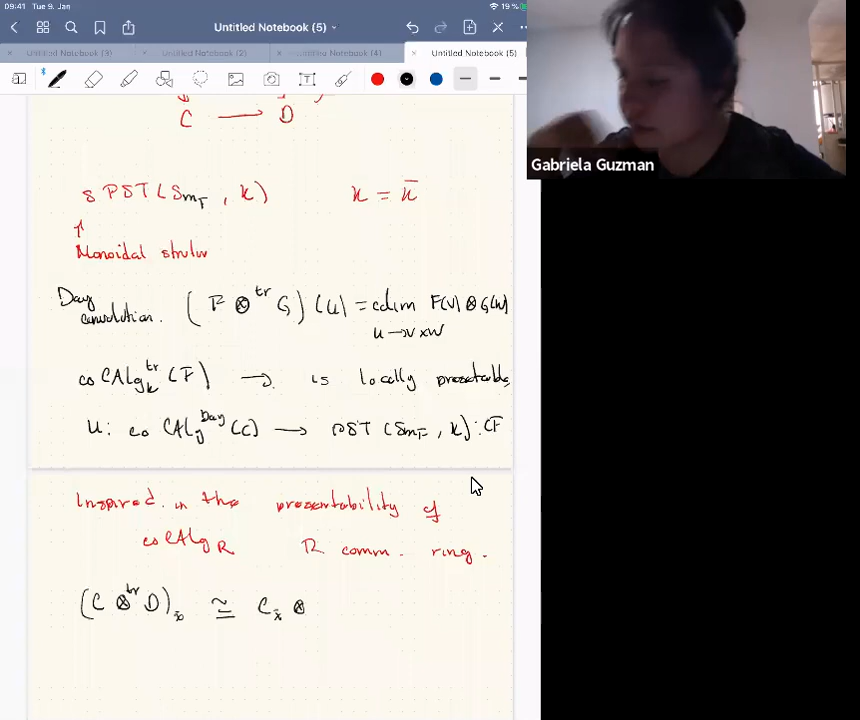 09:41 Tue 9. Jan
19 %
Untitled Notebook (5)
Untitled Notebook (3)
Untitled Notebook (2)
Untitled Notebook (4)
Untitled Notebook (5)
Gabriela Guzman
C → D
sPST(Sm_F, k) k = k̄
↑
Monoidal
Day (F ⊗^tr G)(U) = colim F(V) ⊗ G(W)
convolution. U → V×W
coCAlg_k^tr(F) → is locally
U: coCAlg^Day(C) → PST(Sm_F, k) : CF
Inspired in the presentability of
coCAlg_R R comm. ring.
(C ⊗^tr D)_x̄ ≅ C_x̄ ⊗